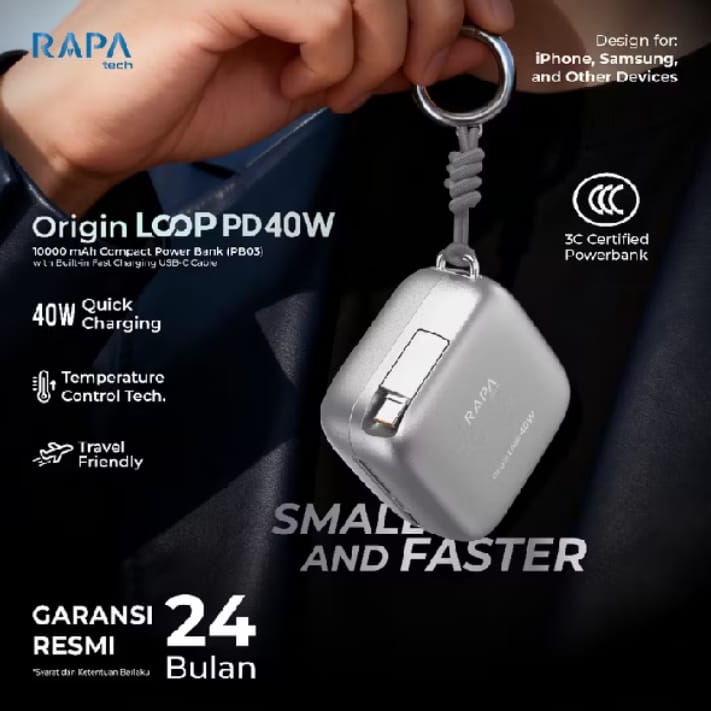 RAPA
tech
Design for:
iPhone, Samsung,
and Other Devices
Origin LOOP PD40W
10000 mAh Compact Power Bank (PB03)
with Built-in Fast Charging USB-C Cable
3C Certified
Powerbank
40W Quick
Charging
Temperature
Control Tech.
Travel
Friendly
RAPA
Origin LOOP 40W
SMALL
AND FASTER
GARANSI
RESMI
24
Bulan
*Syarat dan Ketentuan Berlaku